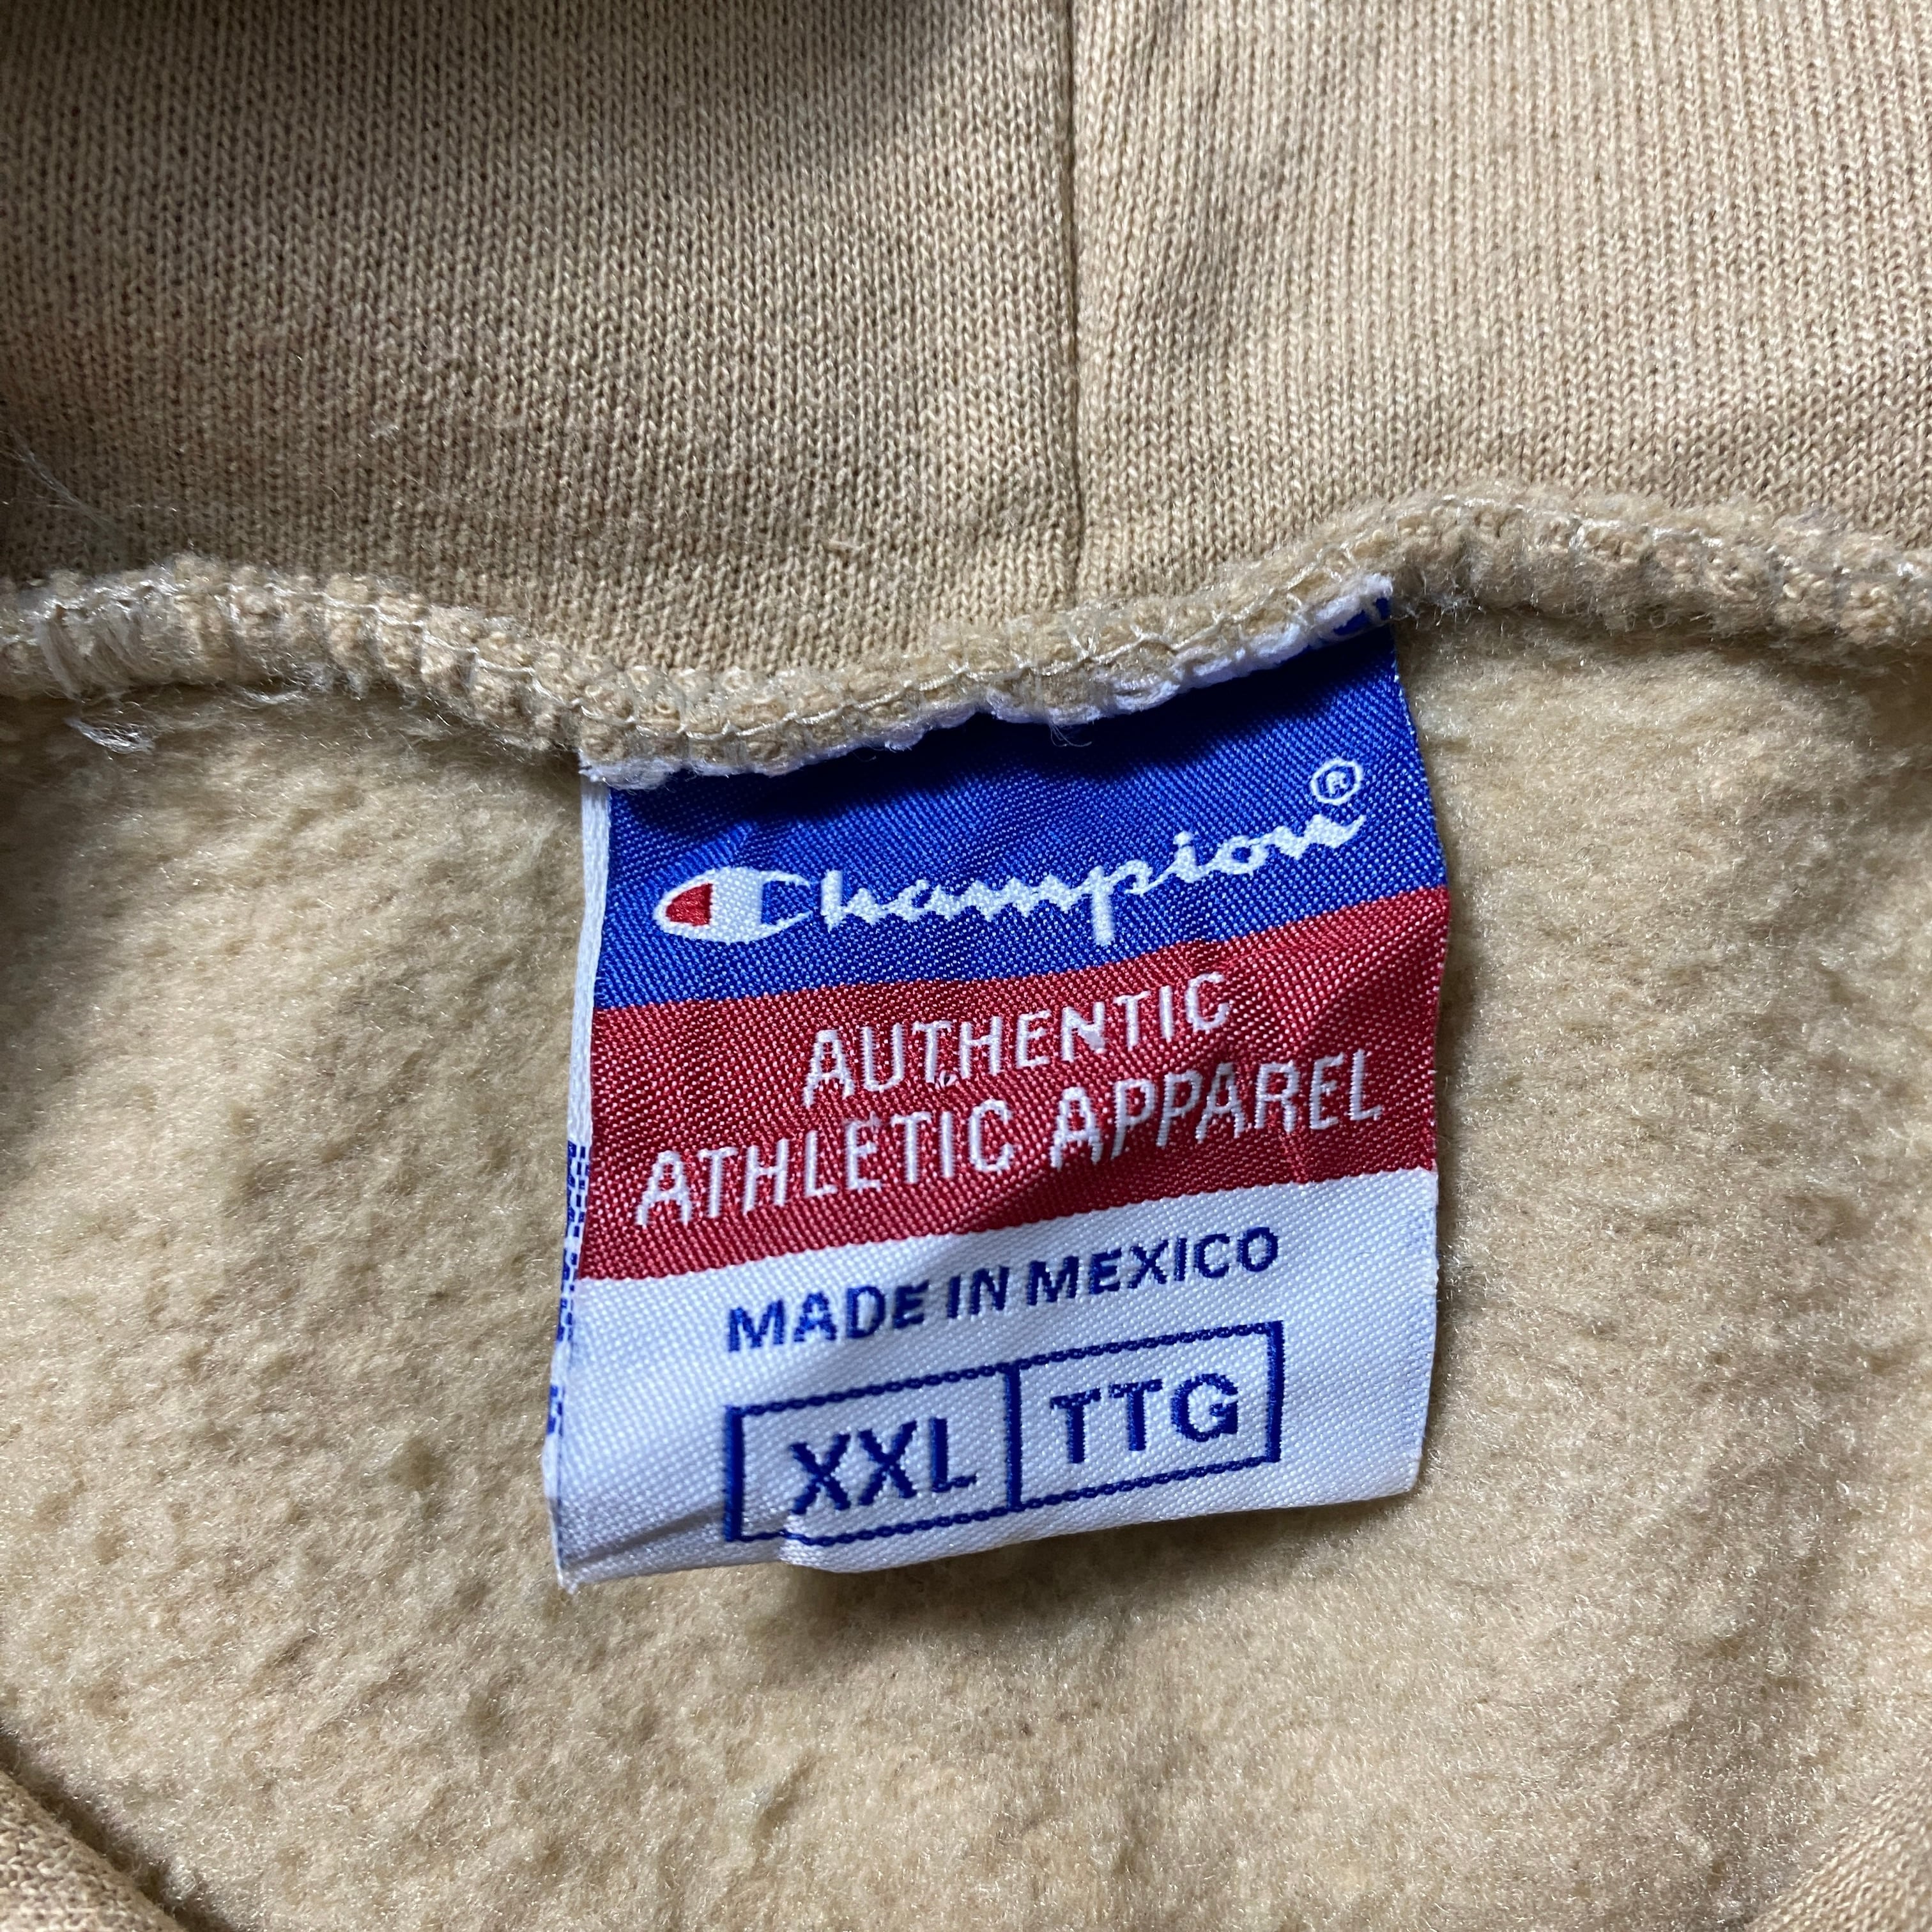 Champion®
AUTHENTIC
ATHLETIC APPAREL
MADE IN MEXICO
XXL TTG